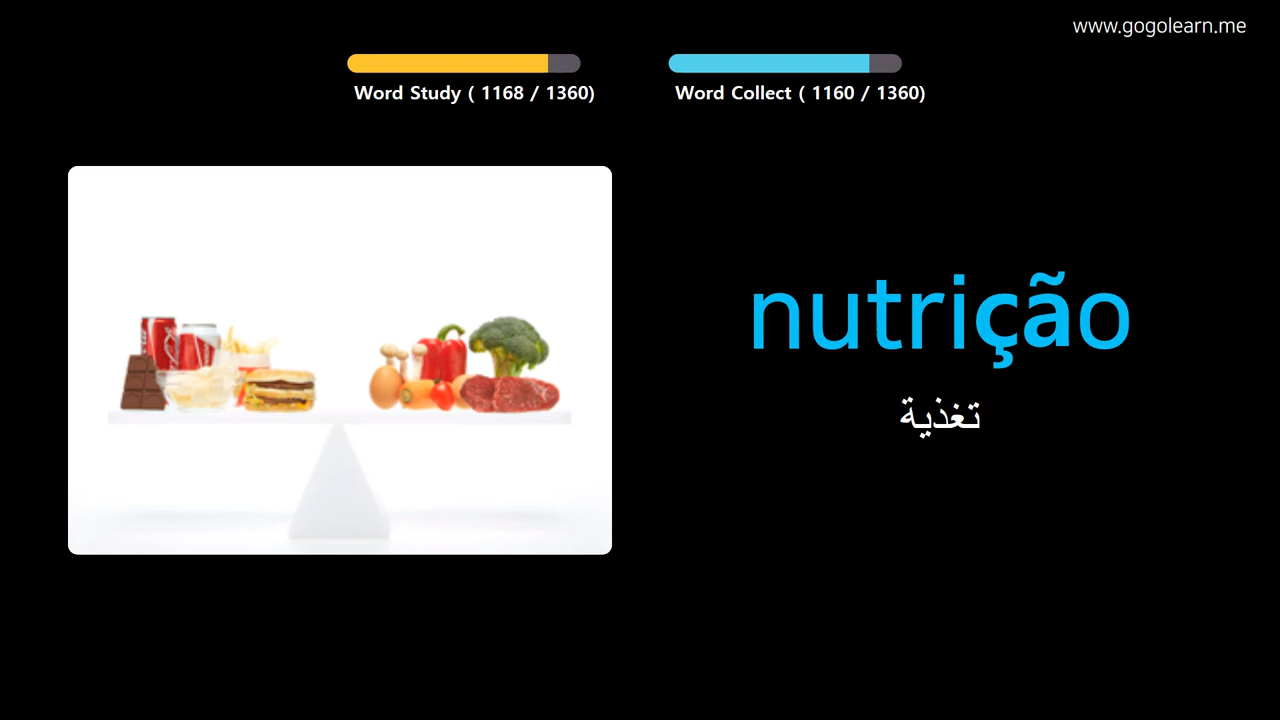 www.gogolearn.me
Word Study ( 1168 / 1360)
Word Collect ( 1160 / 1360)
nutrição
تغذية